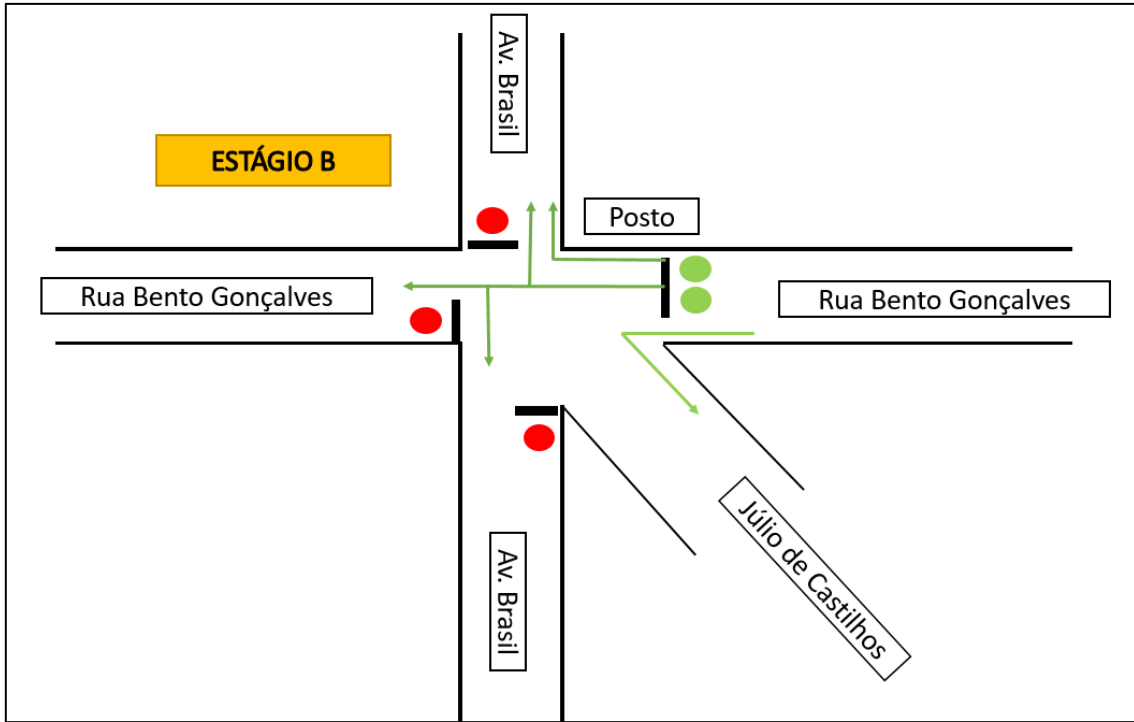 Av. Brasil
ESTÁGIO B
Posto
Rua Bento Gonçalves
Rua Bento Gonçalves
Av. Brasil
Júlio de Castilhos